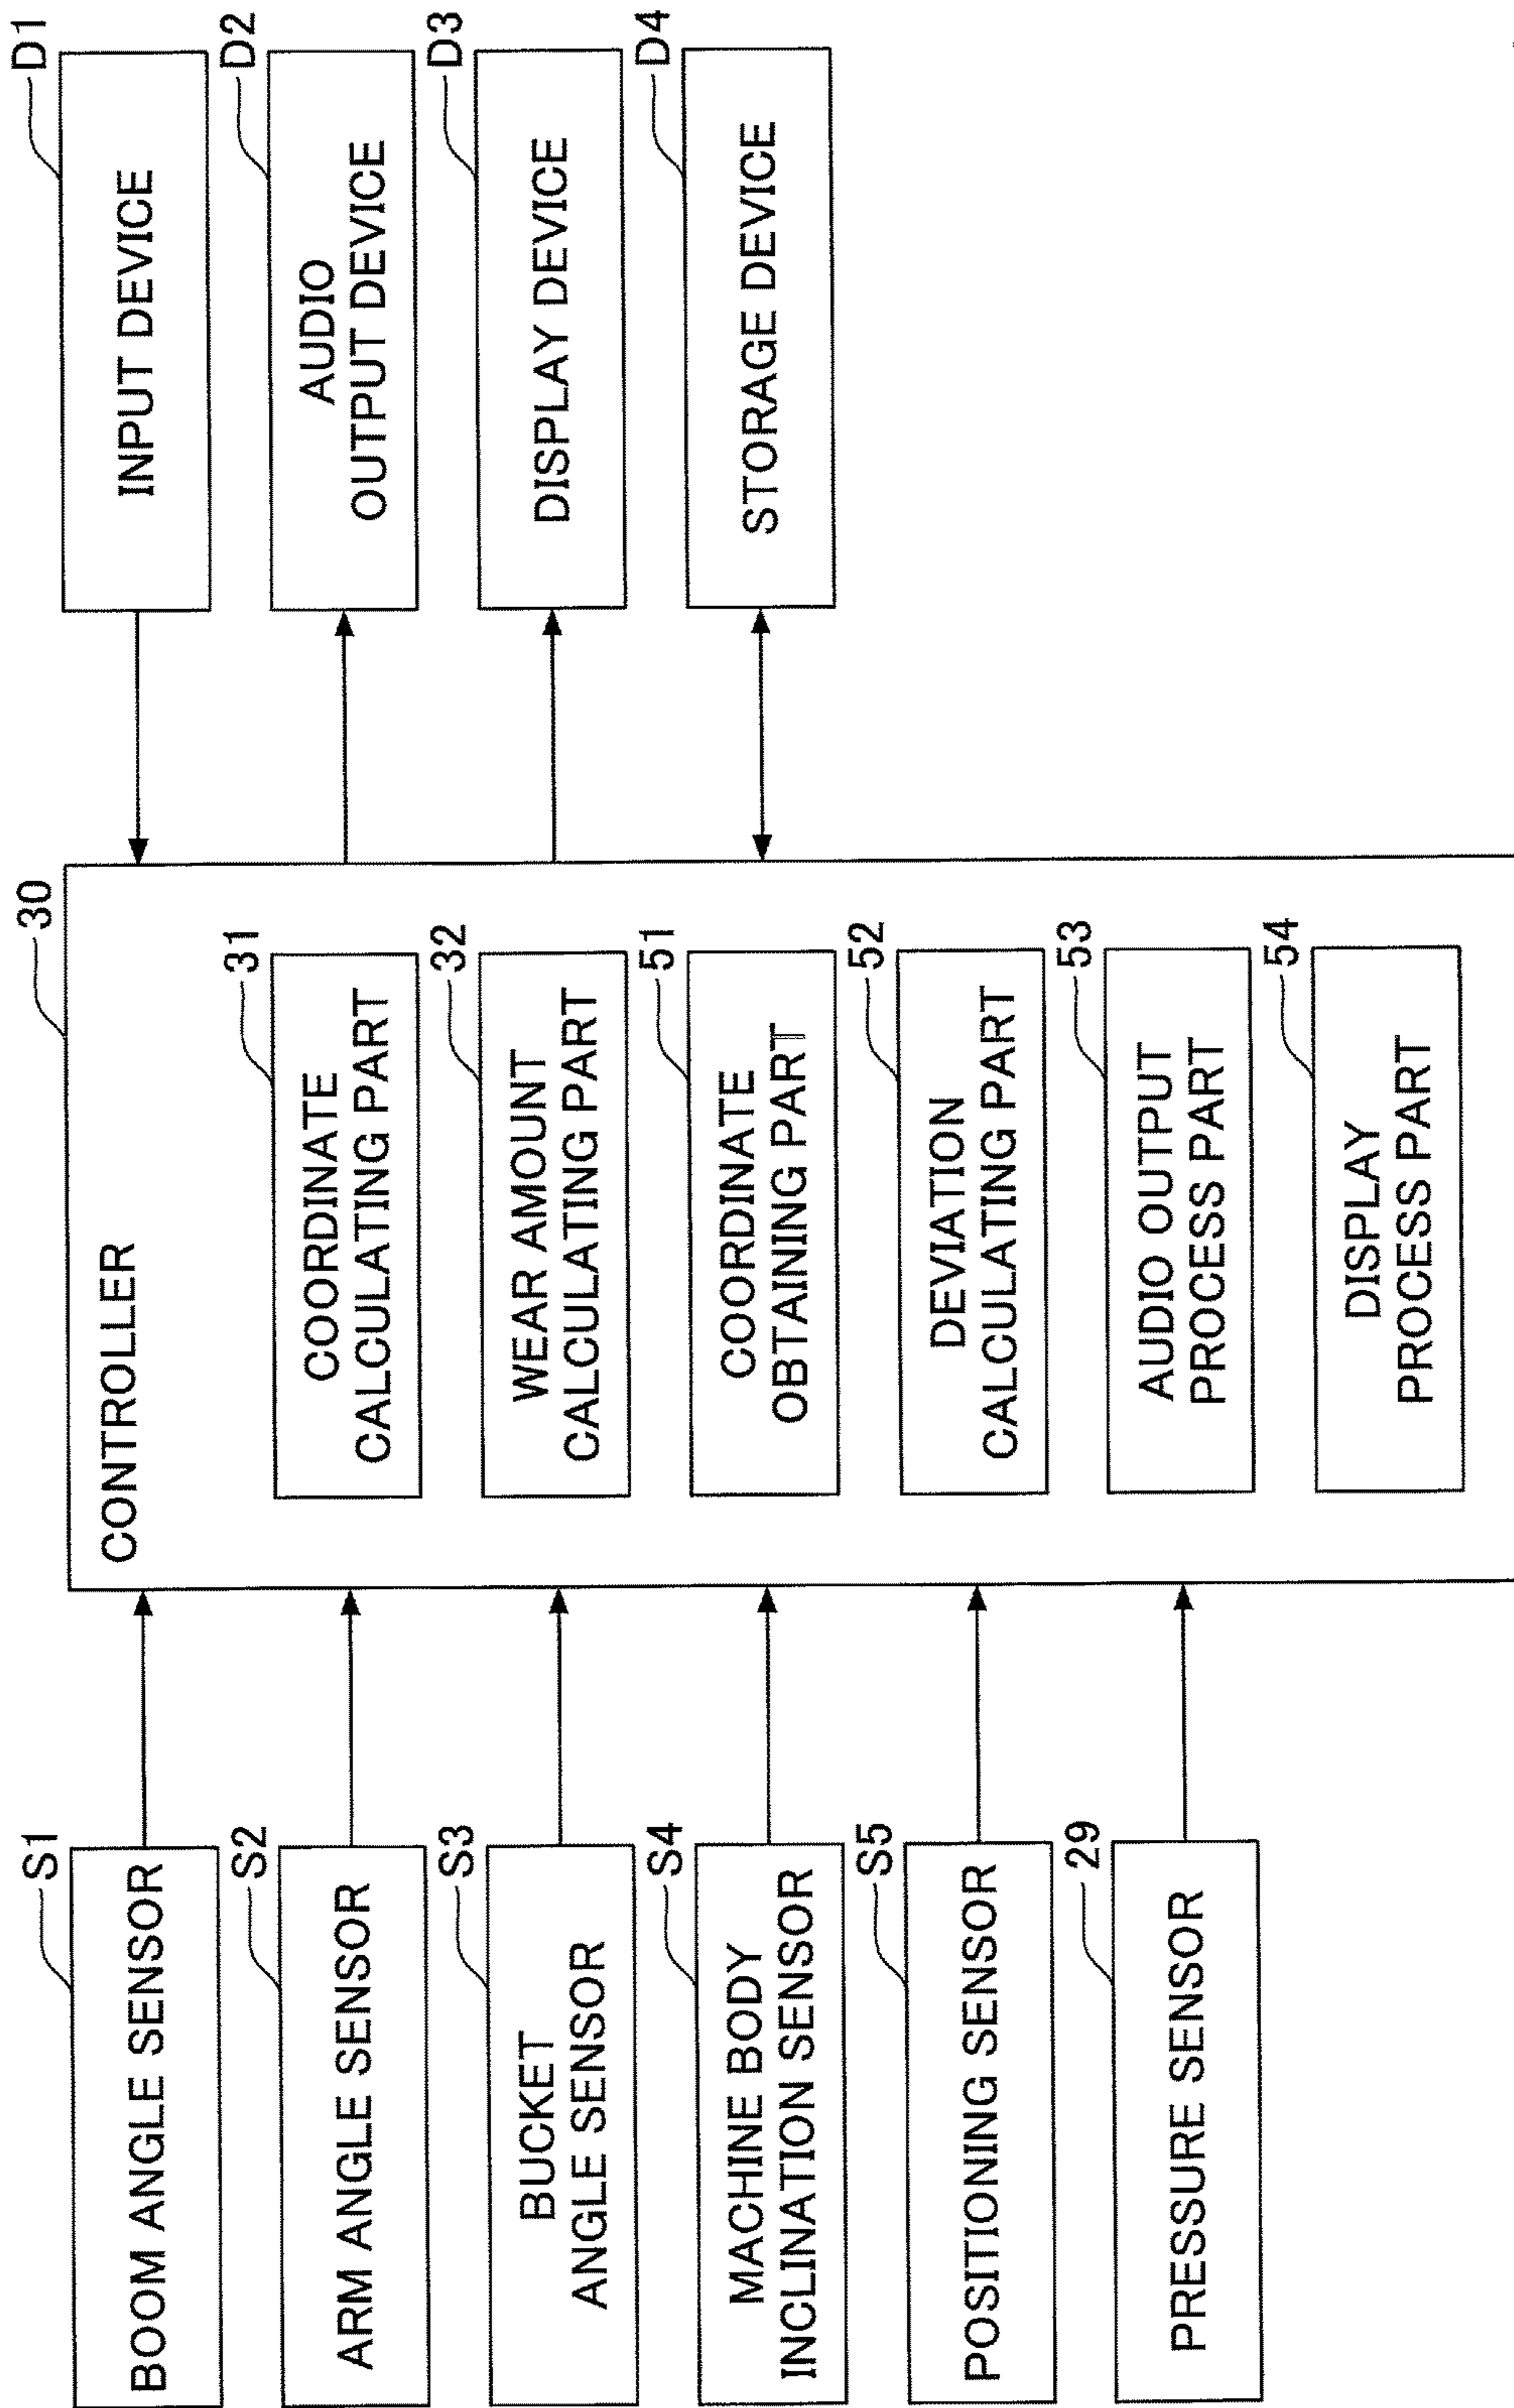 S1
BOOM ANGLE SENSOR
S2
ARM ANGLE SENSOR
S3
BUCKET
ANGLE SENSOR
S4
MACHINE BODY
INCLINATION SENSOR
S5
POSITIONING SENSOR
29
PRESSURE SENSOR
30
CONTROLLER
31
COORDINATE
CALCULATING PART
32
WEAR AMOUNT
CALCULATING PART
51
COORDINATE
OBTAINING PART
52
DEVIATION
CALCULATING PART
53
AUDIO OUTPUT
PROCESS PART
54
DISPLAY
PROCESS PART
D1
INPUT DEVICE
D2
AUDIO
OUTPUT DEVICE
D3
DISPLAY DEVICE
D4
STORAGE DEVICE